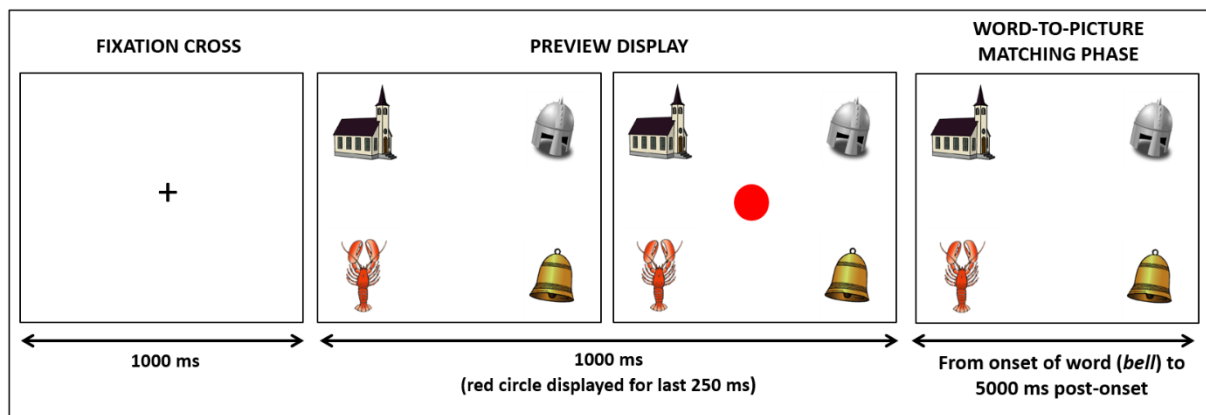 FIXATION CROSS
PREVIEW DISPLAY
WORD-TO-PICTURE
MATCHING PHASE
1000 ms
1000 ms
(red circle displayed for last 250 ms)
From onset of word (bell) to
5000 ms post-onset